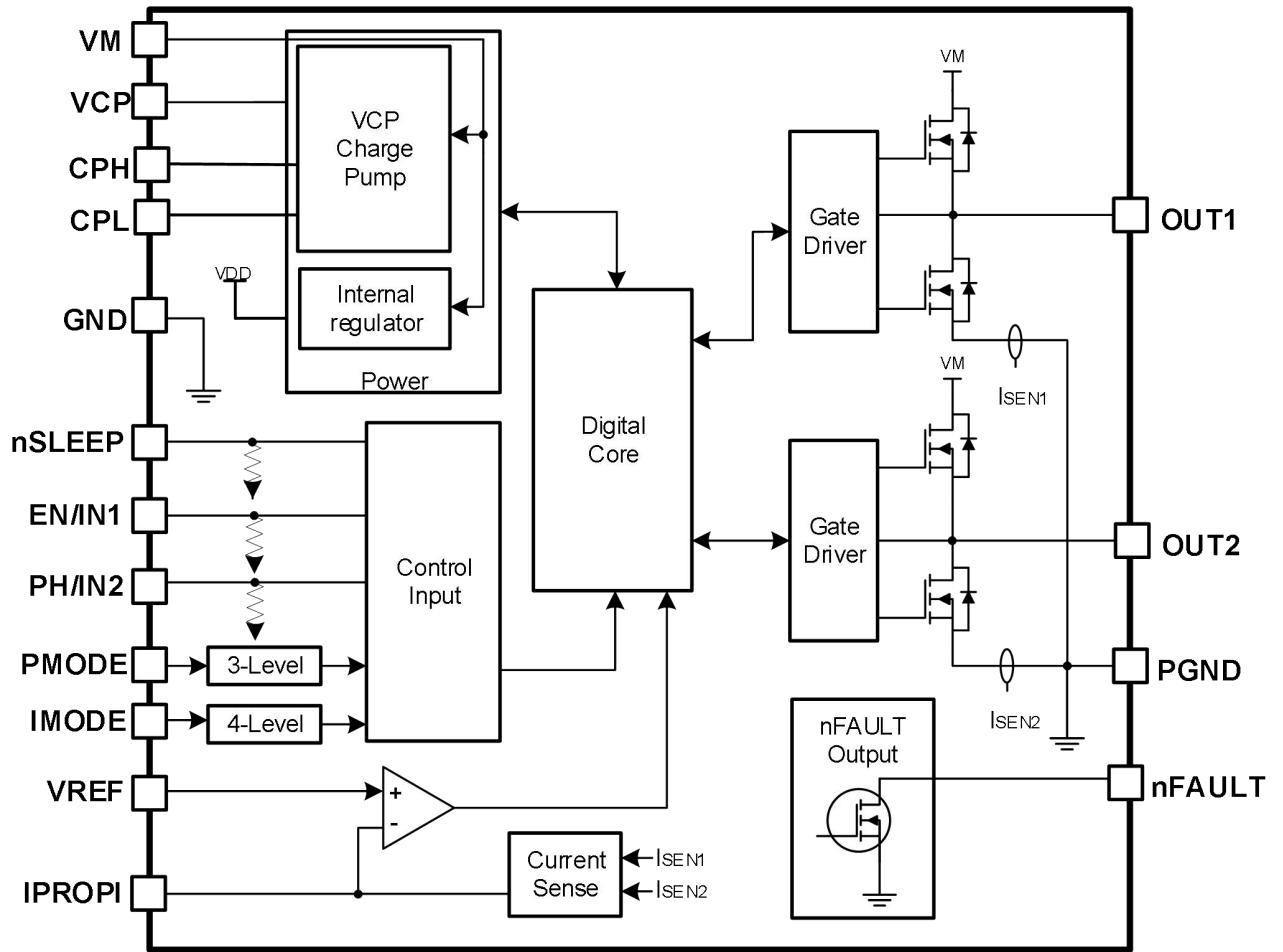 VM
VCP
CPH
CPL
GND
nSLEEP
EN/IN1
PH/IN2
PMODE
IMODE
VREF
IPROPI
VCP
Charge
Pump
VDD
Internal
regulator
Power
Control
Input
3-Level
4-Level
+
-
Current
Sense
ISEN1
ISEN2
Digital
Core
Gate
Driver
VM
ISEN1
Gate
Driver
VM
ISEN2
nFAULT
Output
OUT1
OUT2
PGND
nFAULT